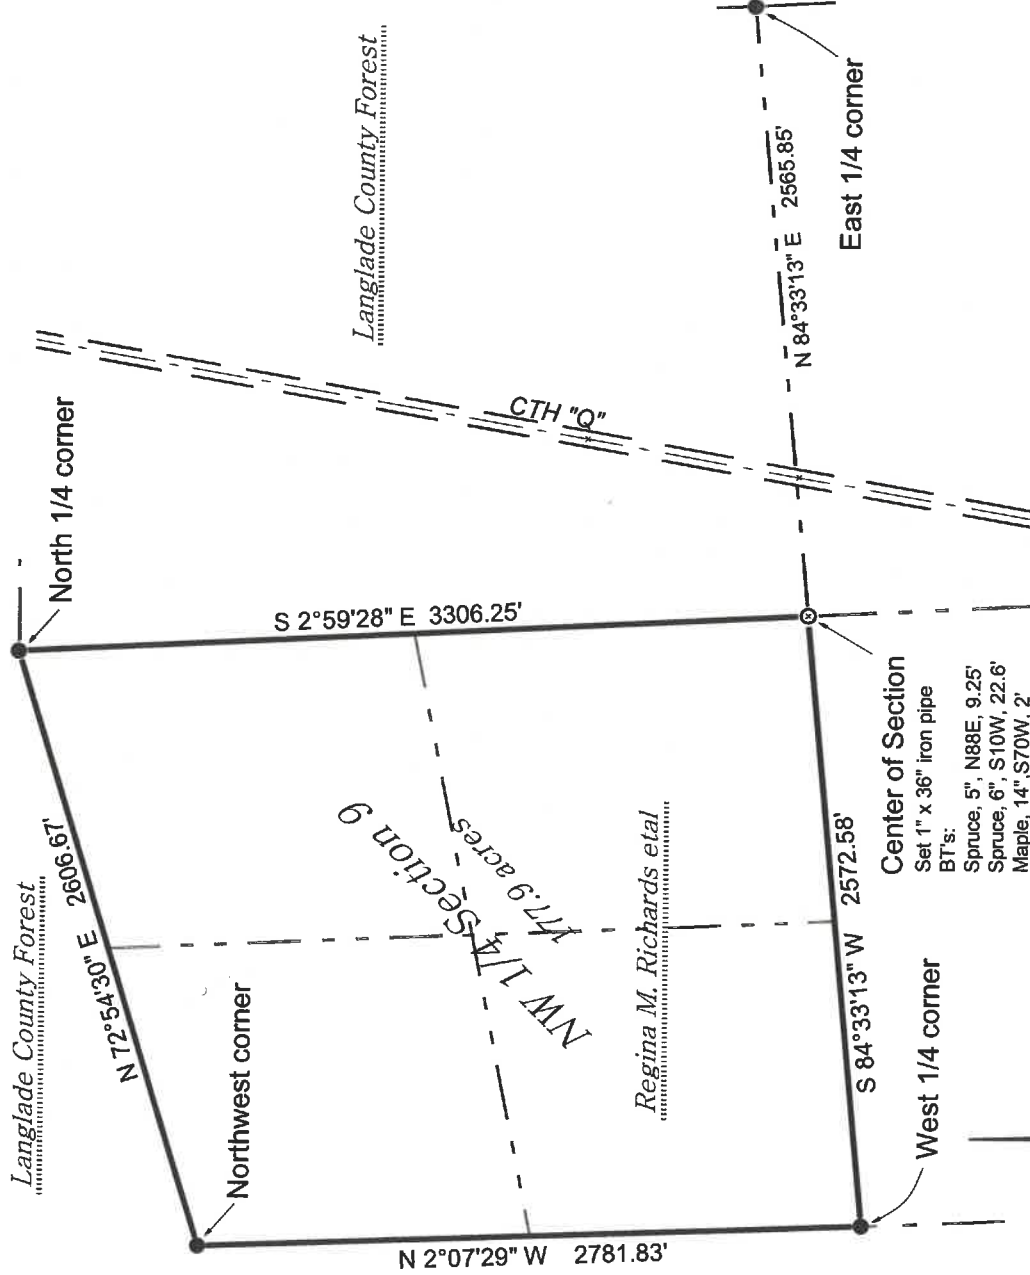 Langlade County Forest
Langlade County Forest
North 1/4 corner
N 72°54'30" E 2606.67'
Northwest corner
S 2°59'28" E 3306.25'
CTH "Q"
N 84°33'13" E 2565.85'
East 1/4 corner
NW 1/4 Section 9
177.9 acres
Regina M. Richards etal
N 2°07'29" W 2781.83'
S 84°33'13" W 2572.58'
West 1/4 corner
Center of Section
Set 1" x 36" iron pipe
BT's:
Spruce, 5", N88E, 9.25'
Spruce, 6", S10W, 22.6'
Maple, 14",S70W, 2'